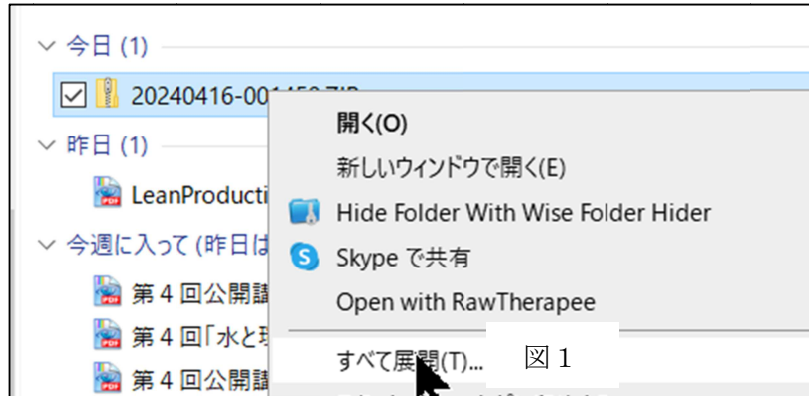 今日 (1)
20240416-001450.ZIP
開く(O)
昨日 (1)
新しいウィンドウで開く(E)
LeanProducti
Hide Folder With Wise Folder Hider
今週に入って (昨日は
Skype で共有
第 4 回公開講
Open with RawTherapee
第 4 回「水と環
すべて展開(T)...
図 1
第 4 回公開講